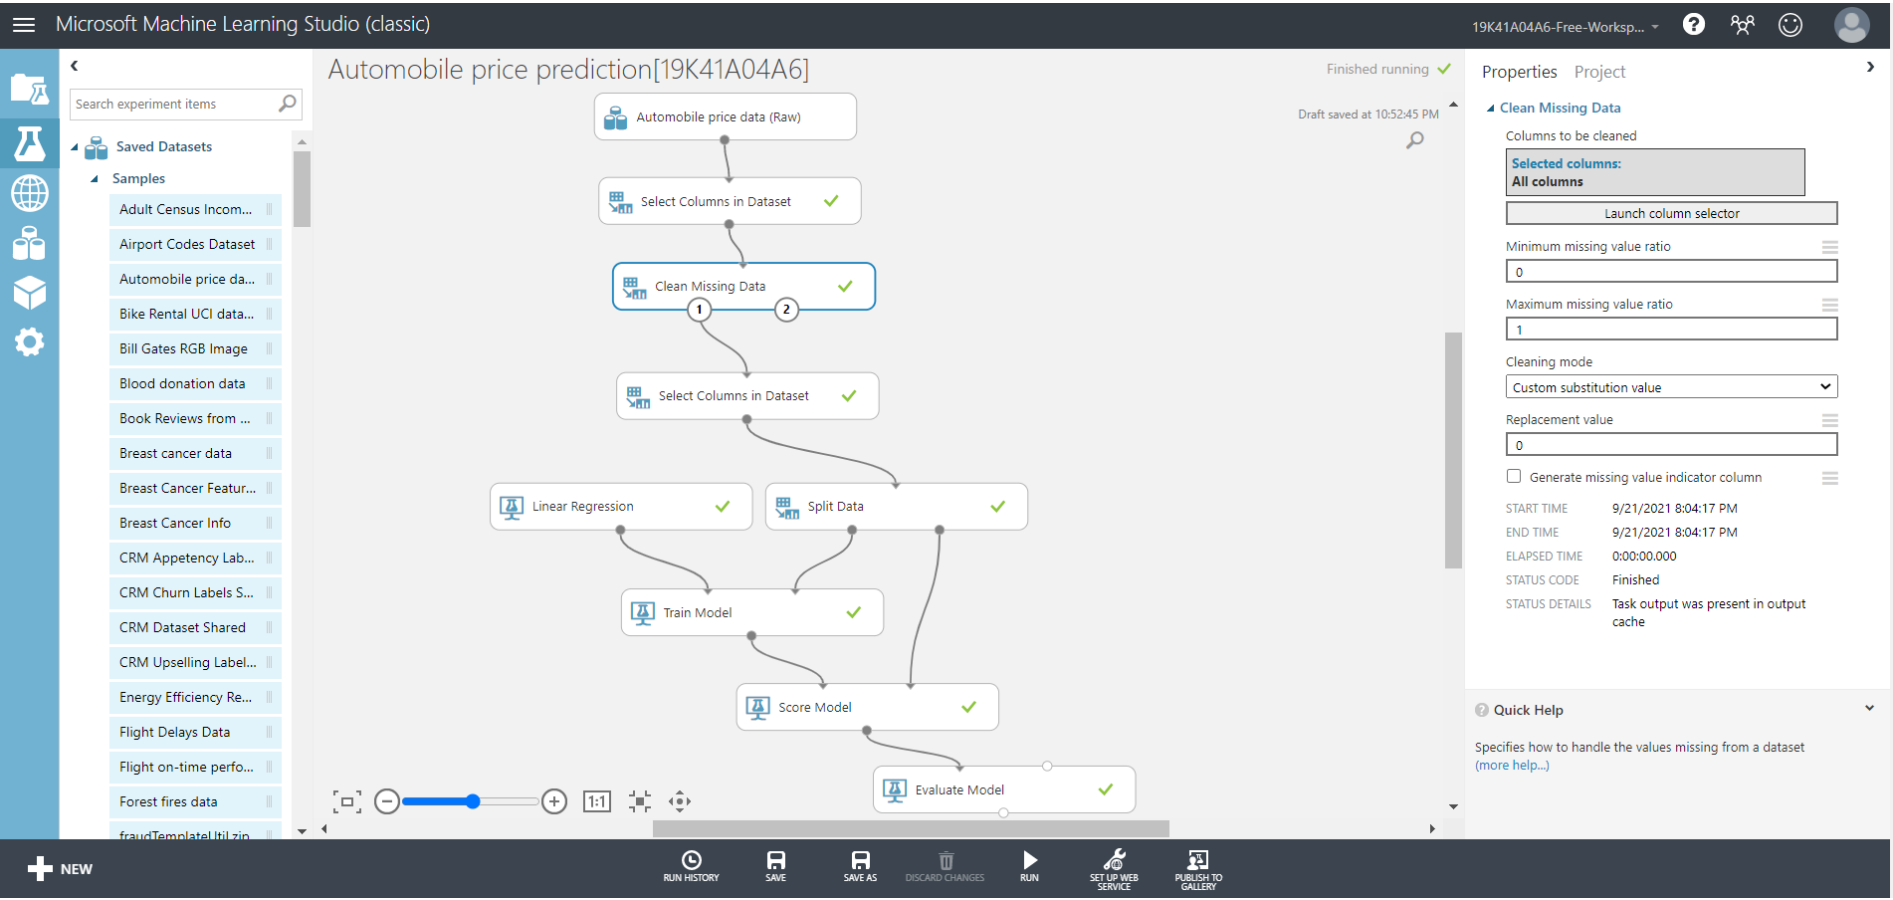 Microsoft Machine Learning Studio (classic)
19K41A04A6-Free-Worksp...
Search experiment items
Saved Datasets
Samples
Adult Census Incom...
Airport Codes Dataset
Automobile price da...
Bike Rental UCI data...
Bill Gates RGB Image
Blood donation data
Book Reviews from ...
Breast cancer data
Breast Cancer Featur...
Breast Cancer Info
CRM Appetency Lab...
CRM Churn Labels S...
CRM Dataset Shared
CRM Upselling Label...
Energy Efficiency Re...
Flight Delays Data
Flight on-time perfo...
Forest fires data
fraudTemplateUtil.zip
Automobile price prediction[19K41A04A6]
Finished running
Draft saved at 10:52:45 PM
Automobile price data (Raw)
Select Columns in Dataset
Clean Missing Data
1
2
Select Columns in Dataset
Linear Regression
Split Data
Train Model
Score Model
Evaluate Model
1:1
Properties Project
Clean Missing Data
Columns to be cleaned
Selected columns:
All columns
Launch column selector
Minimum missing value ratio
0
Maximum missing value ratio
1
Cleaning mode
Custom substitution value
Replacement value
0
Generate missing value indicator column
START TIME 9/21/2021 8:04:17 PM
END TIME 9/21/2021 8:04:17 PM
ELAPSED TIME 0:00:00.000
STATUS CODE Finished
STATUS DETAILS Task output was present in output
cache
Quick Help
Specifies how to handle the values missing from a dataset
(more help...)
NEW
RUN HISTORY
SAVE
SAVE AS
DISCARD CHANGES
RUN
SET UP WEB
SERVICE
PUBLISH TO
GALLERY